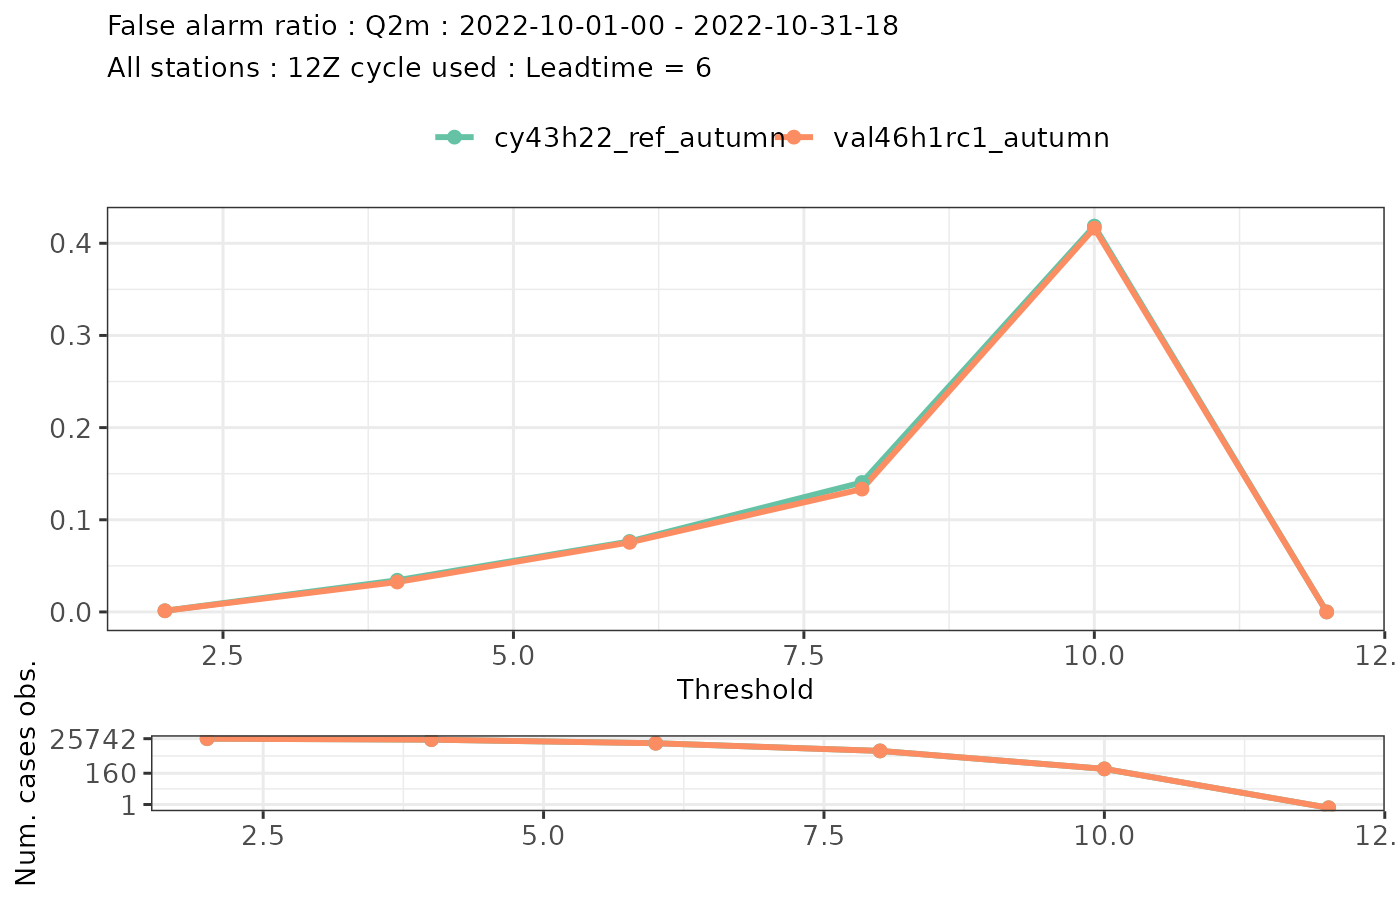 False alarm ratio : Q2m : 2022-10-01-00 - 2022-10-31-18
All stations : 12Z cycle used : Leadtime = 6
cy43h22_ref_autumn val46h1rc1_autumn
0.4
0.3
0.2
0.1
0.0
2.5 5.0 7.5 10.0 12.
Threshold
Num. cases obs.
25742
160
1
2.5 5.0 7.5 10.0 12.